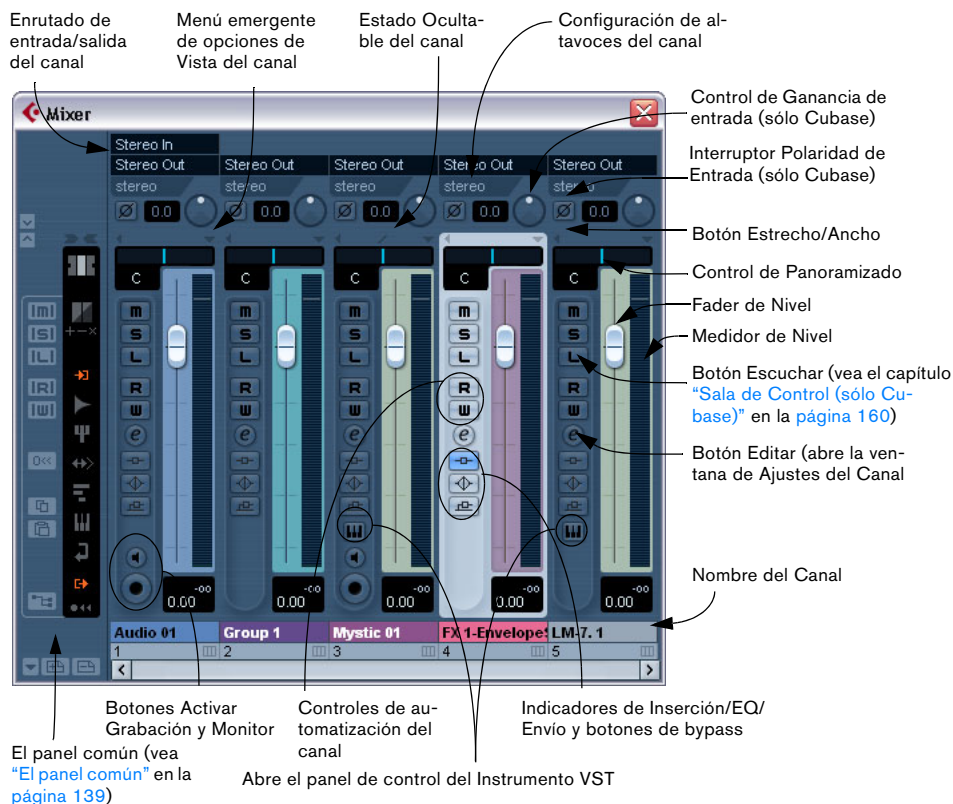 Enrutado de
entrada/salida
del canal
Menú emergente
de opciones de
Vista del canal
Estado Oculta-
ble del canal
Configuración de al-
tavoces del canal
Control de Ganancia de
entrada (sólo Cubase)
Interruptor Polaridad de
Entrada (sólo Cubase)
Botón Estrecho/Ancho
Control de Panoramizado
Fader de Nivel
Medidor de Nivel
Botón Escuchar (vea el capítulo
"Sala de Control (sólo Cu-
base)" en la página 160)
Botón Editar (abre la ven-
tana de Ajustes del Canal
Nombre del Canal
Mixer
Stereo In
Stereo Out Stereo Out Stereo Out Stereo Out Stereo Out
stereo stereo stereo stereo stereo
0.0 0.0 0.0 0.0 0.0
C C C C C
m m m m m
S S S S S
L L L L L
R R R R R
W W W W W
e e e e e
[m]
[S]
[L]
[R]
[W]
0<<
-oo -oo -oo -oo -oo
0.00 0.00 0.00 0.00 0.00
Audio 01 Group 1 Mystic 01 FX 1-Envelope LM-7. 1
1 2 3 4 5
Botones Activar
Grabación y Monitor
Controles de au-
tomatización del
canal
Indicadores de Inserción/EQ/
Envío y botones de bypass
El panel común (vea
"El panel común" en la
página 139)
Abre el panel de control del Instrumento VST